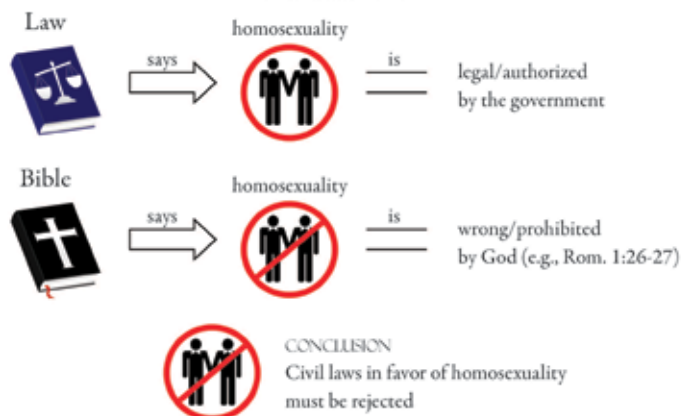 Law
says
homosexuality
is
legal/authorized
by the government
Bible
says
homosexuality
is
wrong/prohibited
by God (e.g., Rom. 1:26-27)
CONCLUSION
Civil laws in favor of homosexuality
must be rejected